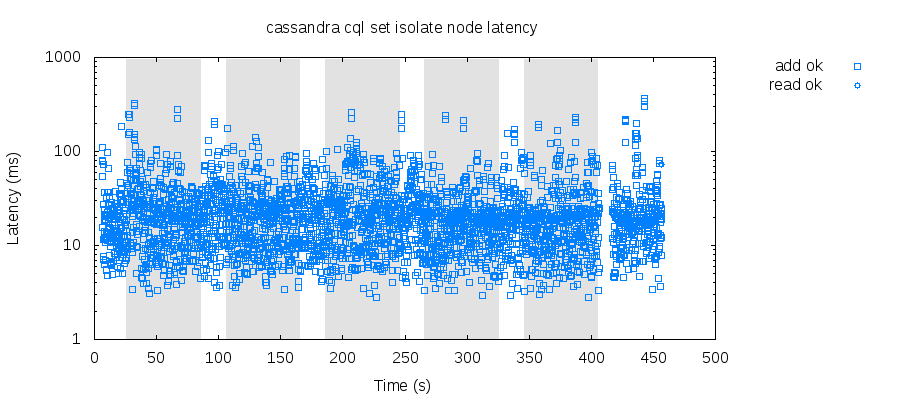 cassandra cql set isolate node latency
add ok
read ok
Latency (ms)
1000
100
10
1
0 50 100 150 200 250 300 350 400 450 500
Time (s)